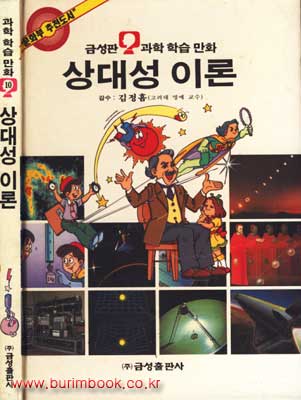 과학 학습 만화
10
상대성 이론
(주)금성출판사
문화부 추천도서
금성판 과학 학습 만화
상대성 이론
감수 : 김정흠(고려대 명예 교수)
(주) 금성출판사
www.burimbook.co.kr